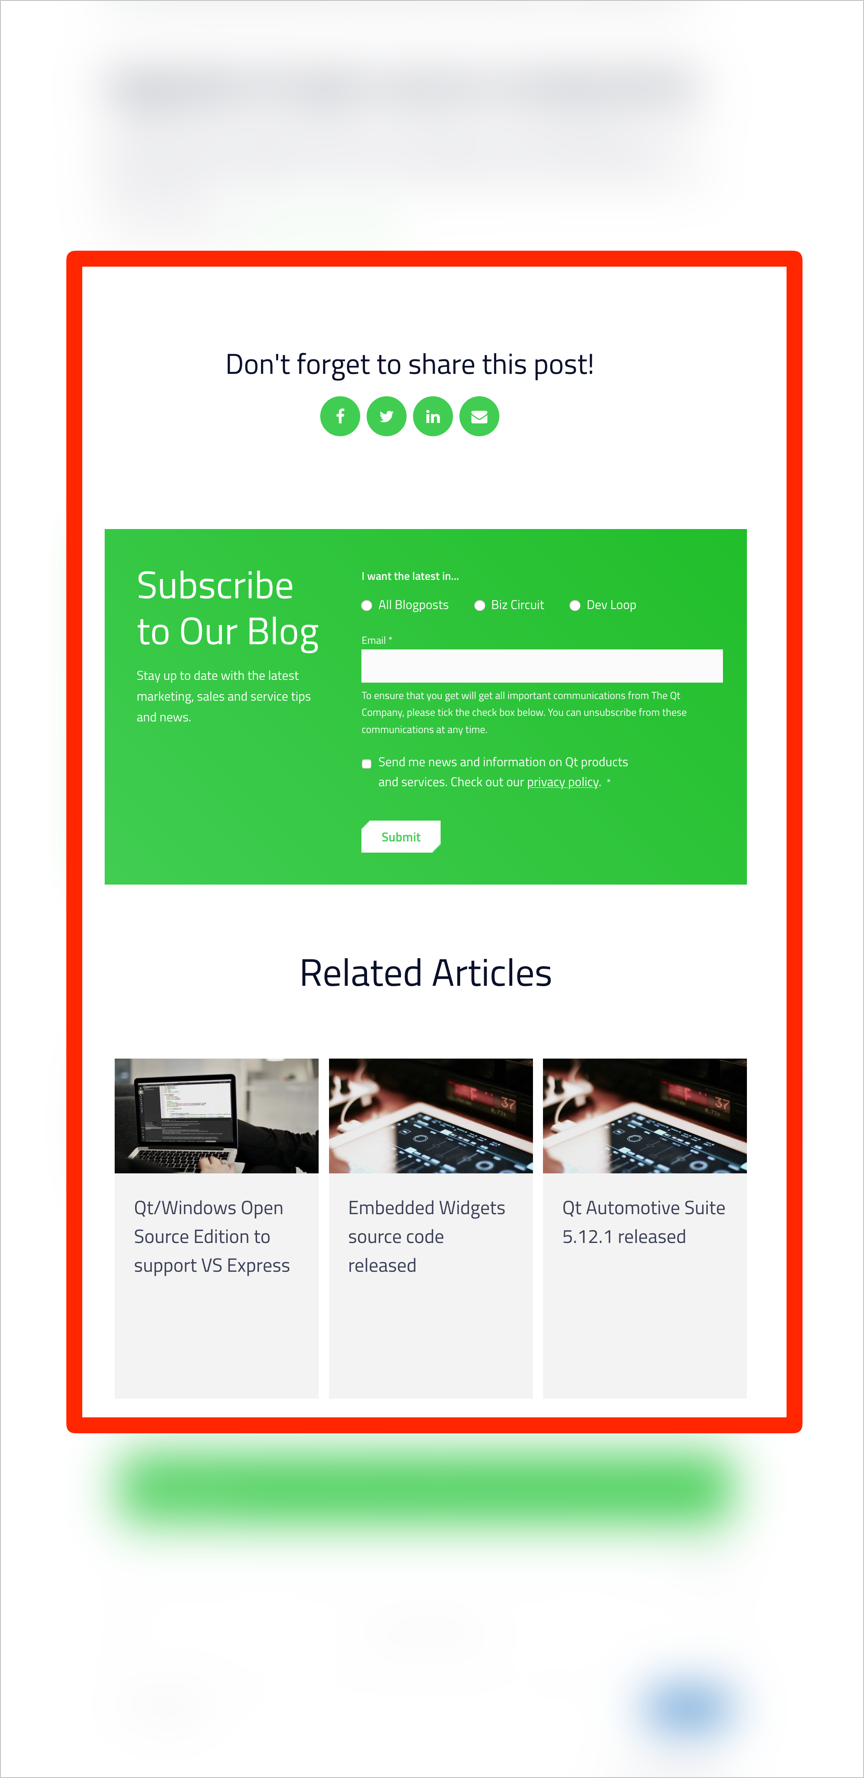 Don't forget to share this post!
Subscribe
to Our Blog
Stay up to date with the latest
marketing, sales and service tips
and news.
I want the latest in...
All Blogposts Biz Circuit Dev Loop
Email *
To ensure that you get will get all important communications from The Qt
Company, please tick the check box below. You can unsubscribe from these
communications at any time.
Send me news and information on Qt products
and services. Check out our privacy policy. *
Submit
Related Articles
Qt/Windows Open
Source Edition to
support VS Express
Embedded Widgets
source code
released
Qt Automotive Suite
5.12.1 released